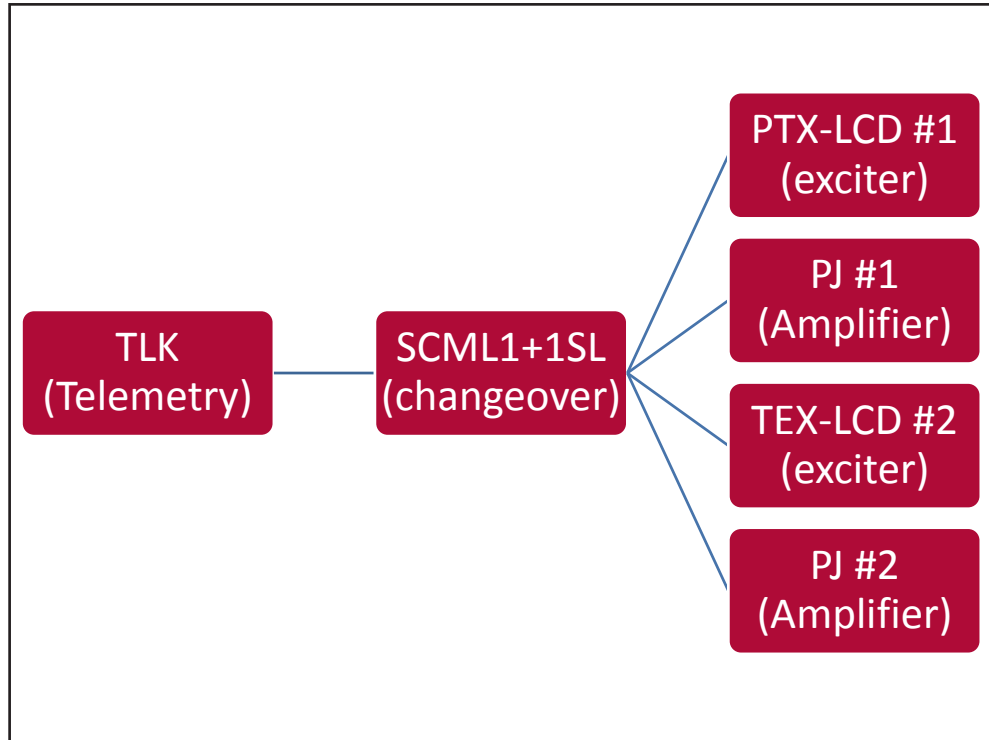 TLK
(Telemetry)
SCML1+1SL
(changeover)
PTX-LCD #1
(exciter)
PJ #1
(Amplifier)
TEX-LCD #2
(exciter)
PJ #2
(Amplifier)